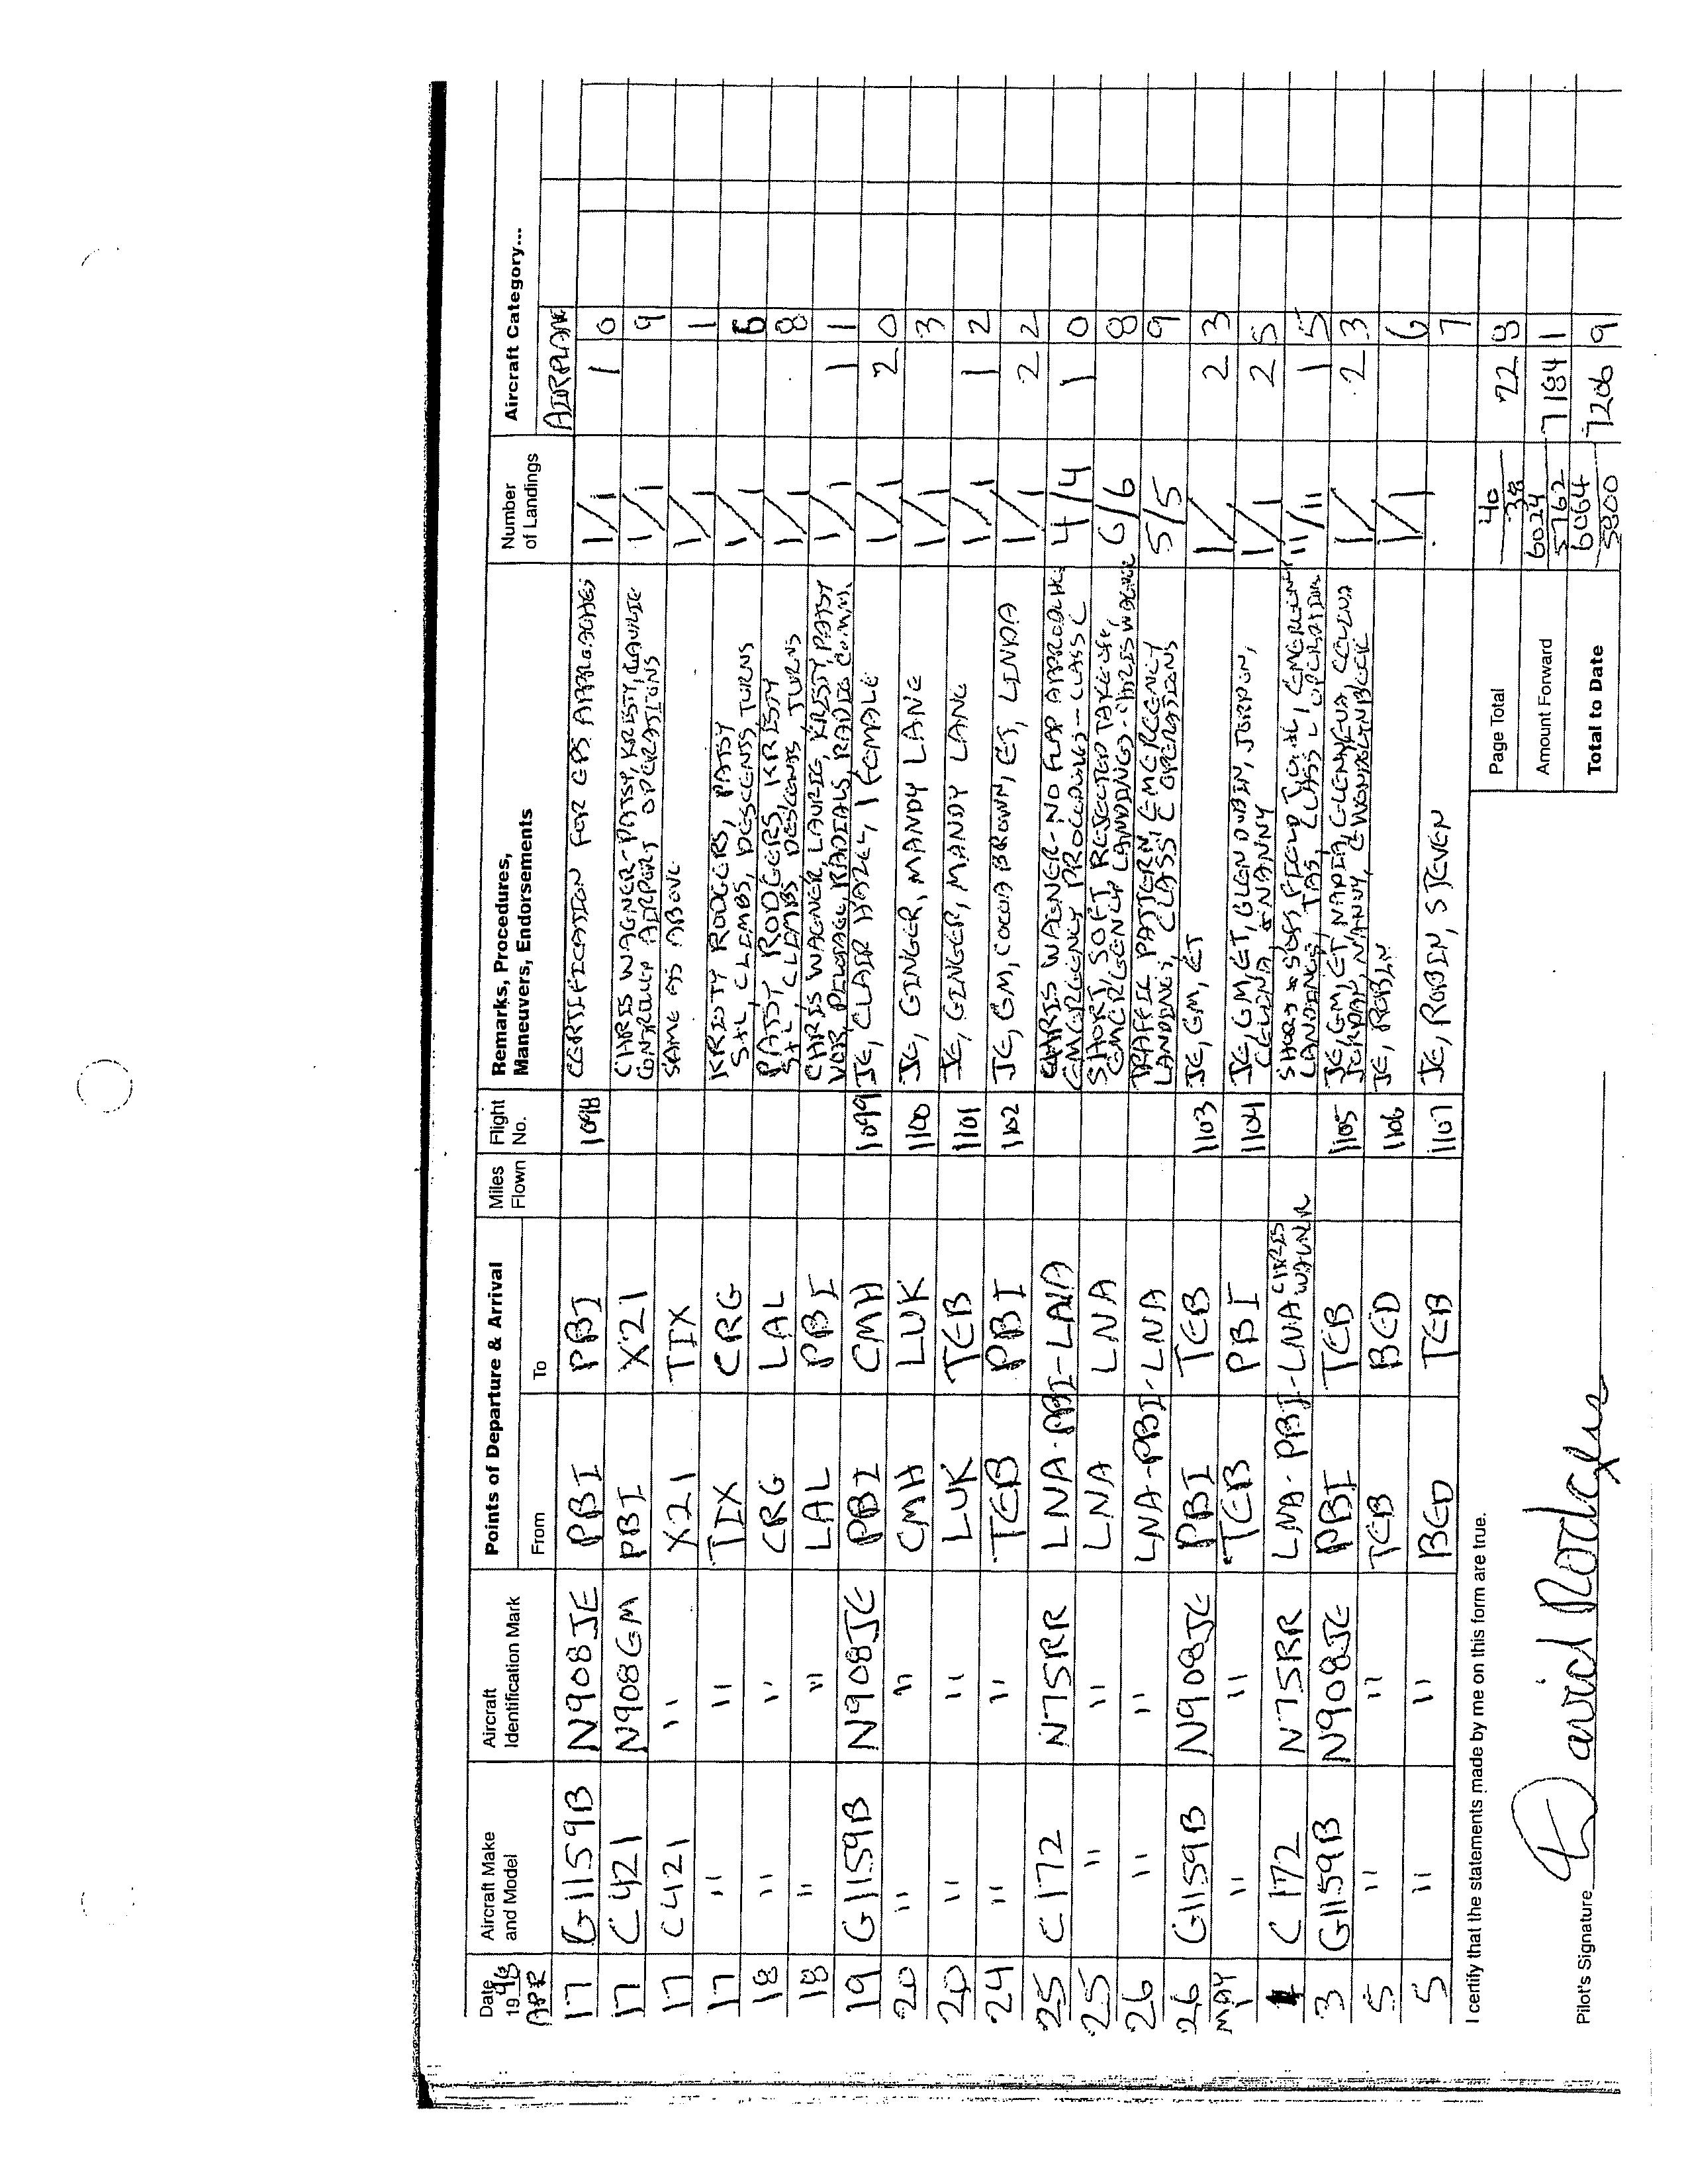 Date 19 98 Aircraft Make and Model Aircraft Identification Mark Points of Departure & Arrival Miles Flown Flight No. Remarks, Procedures, Maneuvers, Endorsements Number of Landings Aircraft Category...
APR From To AIRPLANE
17 G1159B N908JE PBI PBI 1098 CERTIFICATION FOR GPS APPROACHES 1/1 1 0
17 C421 N908GM PBI X21 CHRIS WAGNER - PATSY, KRISTY, LAURIE 1/1 9
CONTROLLED AIRPORT OPERATIONS
17 C421 " X21 TIX SAME AS ABOVE 1/1 1
17 " " TIX CRG KRISTY RODGERS, PATSY 1/1 6
S+L, CLIMBS, DESCENTS, TURNS
18 " " CRG LAL PATSY RODGERS, KRISTY 1/1 8
S+L, CLIMBS, DESCENTS, TURNS
18 " " LAL PBI CHRIS WAGNER, LAURIE, KRISTY, PATSY 1/1 1 1
VOR, PILOTAGE, RADIALS, RADIO COMM.
19 G1159B N908JE PBI CMH 1099 JE, CLAIR HAZEL, 1 FEMALE 1/1 2 0
20 " " CMH LUK 1100 JE, GINGER, MANDY LANE 1/1 3
20 " " LUK TEB 1101 JE, GINGER, MANDY LANE 1/1 1 2
24 " " TEB PBI 1102 JE, GM, COCOA BROWN, ET, LINDA 1/1 2 2
25 C172 N75RR LNA-PBI-LNA CHRIS WAGNER - NO FLAP APPROACHES 4/4 1 0
EMERGENCY PROCEDURES - CLASS C
25 " " LNA LNA SHORT, SOFT, REJECTED TAKEOFF, 6/6 8
EMERGENCY LANDINGS - CHRIS WAGNER
26 " " LNA-PBI-LNA TRAFFIC PATTERN EMERGENCY 5/5 9
LANDING, CLASS C OPERATIONS
26 G1159B N908JE PBI TEB 1103 JE, GM, ET 1/ 2 3
MAY
1 " " TEB PBI 1104 JE, GM, ET, GLEN DUBIN, JORDON, 1/1 2 5
CELINA, + NANNY
1 C172 N75RR LNA-PBI-LNA CHRIS WAGNER SHORT + SOFT FIELD T.O. +L, EMERGENCY 11/11 1 5
LANDINGS, TAS, CLASS C OPERATION
3 G1159B N908JE PBI TEB 1105 JE, GM, ET, NADIA, CELINA 1/ 2 3
JORDAN, NANNY
5 " " TEB BED 1106 JE, ROBIN 1/1 6
5 " " BED TEB 1107 JE, ROBIN, STEVEN 7
I certify that the statements made by me on this form are true.
Page Total 40 38 22 8
Amount Forward 6024 5762 7184 1
Total to Date 6064 5800 7206 9
Pilot's Signature David Rodgers